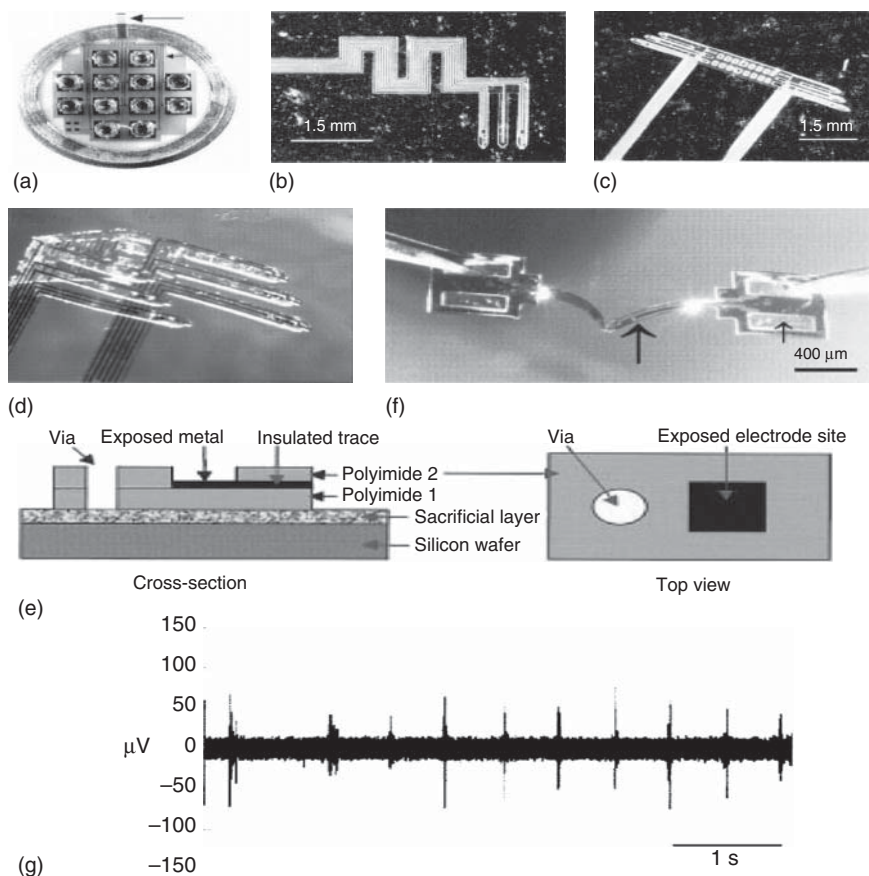 (a)
1.5 mm
(b)
1.5 mm
(c)
(d)
400 μm
(f)
Via
Exposed metal
Insulated trace
Polyimide 2
Polyimide 1
Sacrificial layer
Silicon wafer
Cross-section
Via
Exposed electrode site
Top view
(e)
150
100
50
μV
0
−50
−100
−150
1 s
(g)